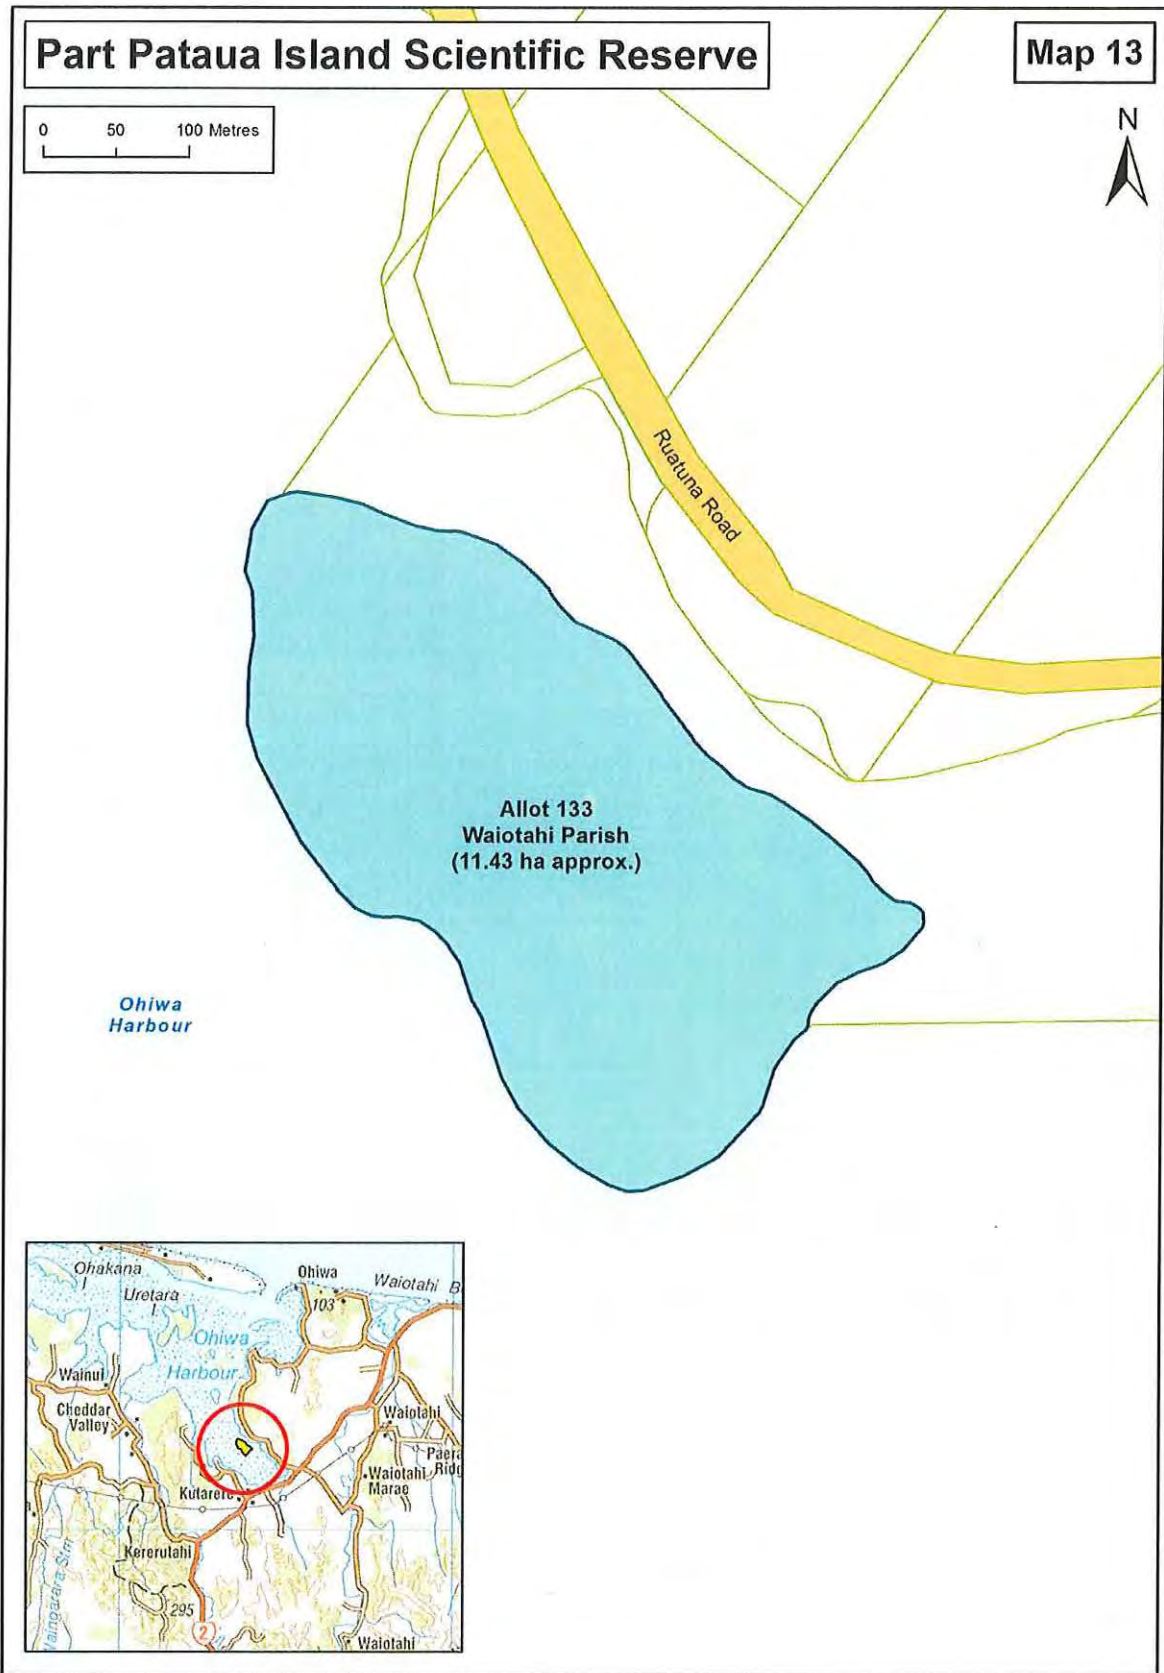 Part Pataua Island Scientific Reserve
Map 13
0 50 100 Metres
N
Ruatuna Road
Allot 133
Waiotahi Parish
(11.43 ha approx.)
Ohiwa
Harbour
Ohakana
I
Uretara
I
Ohiwa
Waiotahi B
103
Ohiwa
Harbour
Wainui
Cheddar
Valley
Waiotahi
Paera
Ridg
Waiotahi
Marae
Kutarere
Kererutahi
295
2
Waiotahi